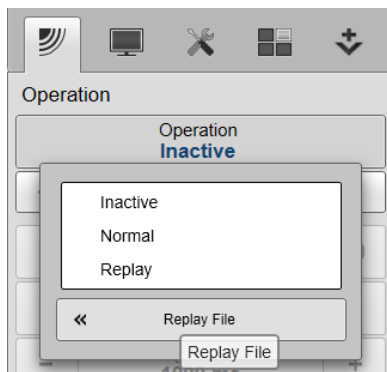 Operation
Operation
Inactive
Inactive
Normal
Replay
« Replay File
Replay File